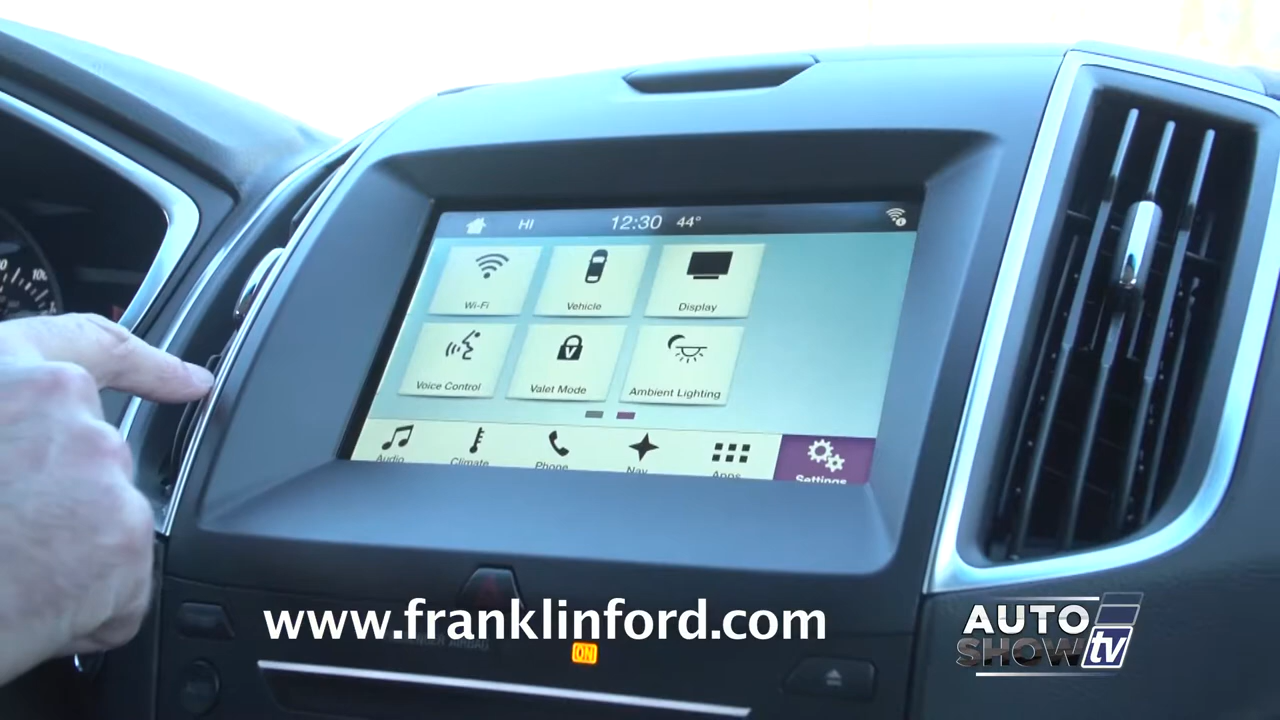 HI 12:30 44°
Wi-Fi Vehicle Display
Voice Control Valet Mode Ambient Lighting
Audio Climate Phone Nav Apps Settings
www.franklinford.com
ON
AUTO
SHOW tv